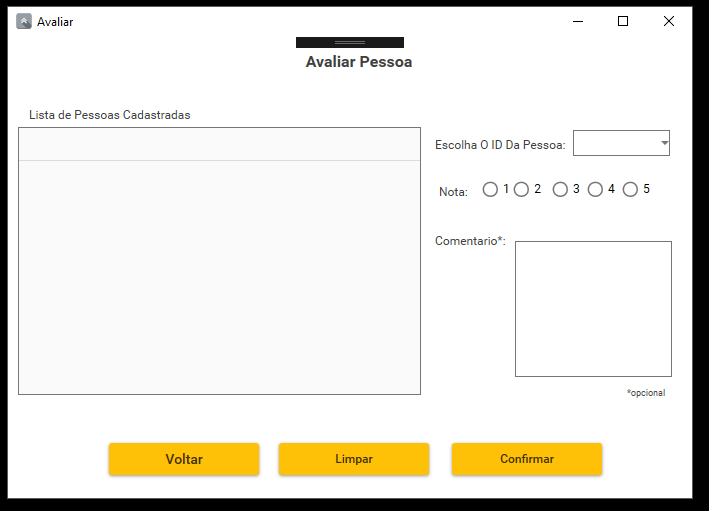 Avaliar
Avaliar Pessoa
Lista de Pessoas Cadastradas
Escolha O ID Da Pessoa:
Nota: 1 2 3 4 5
Comentario*:
*opcional
Voltar Limpar Confirmar